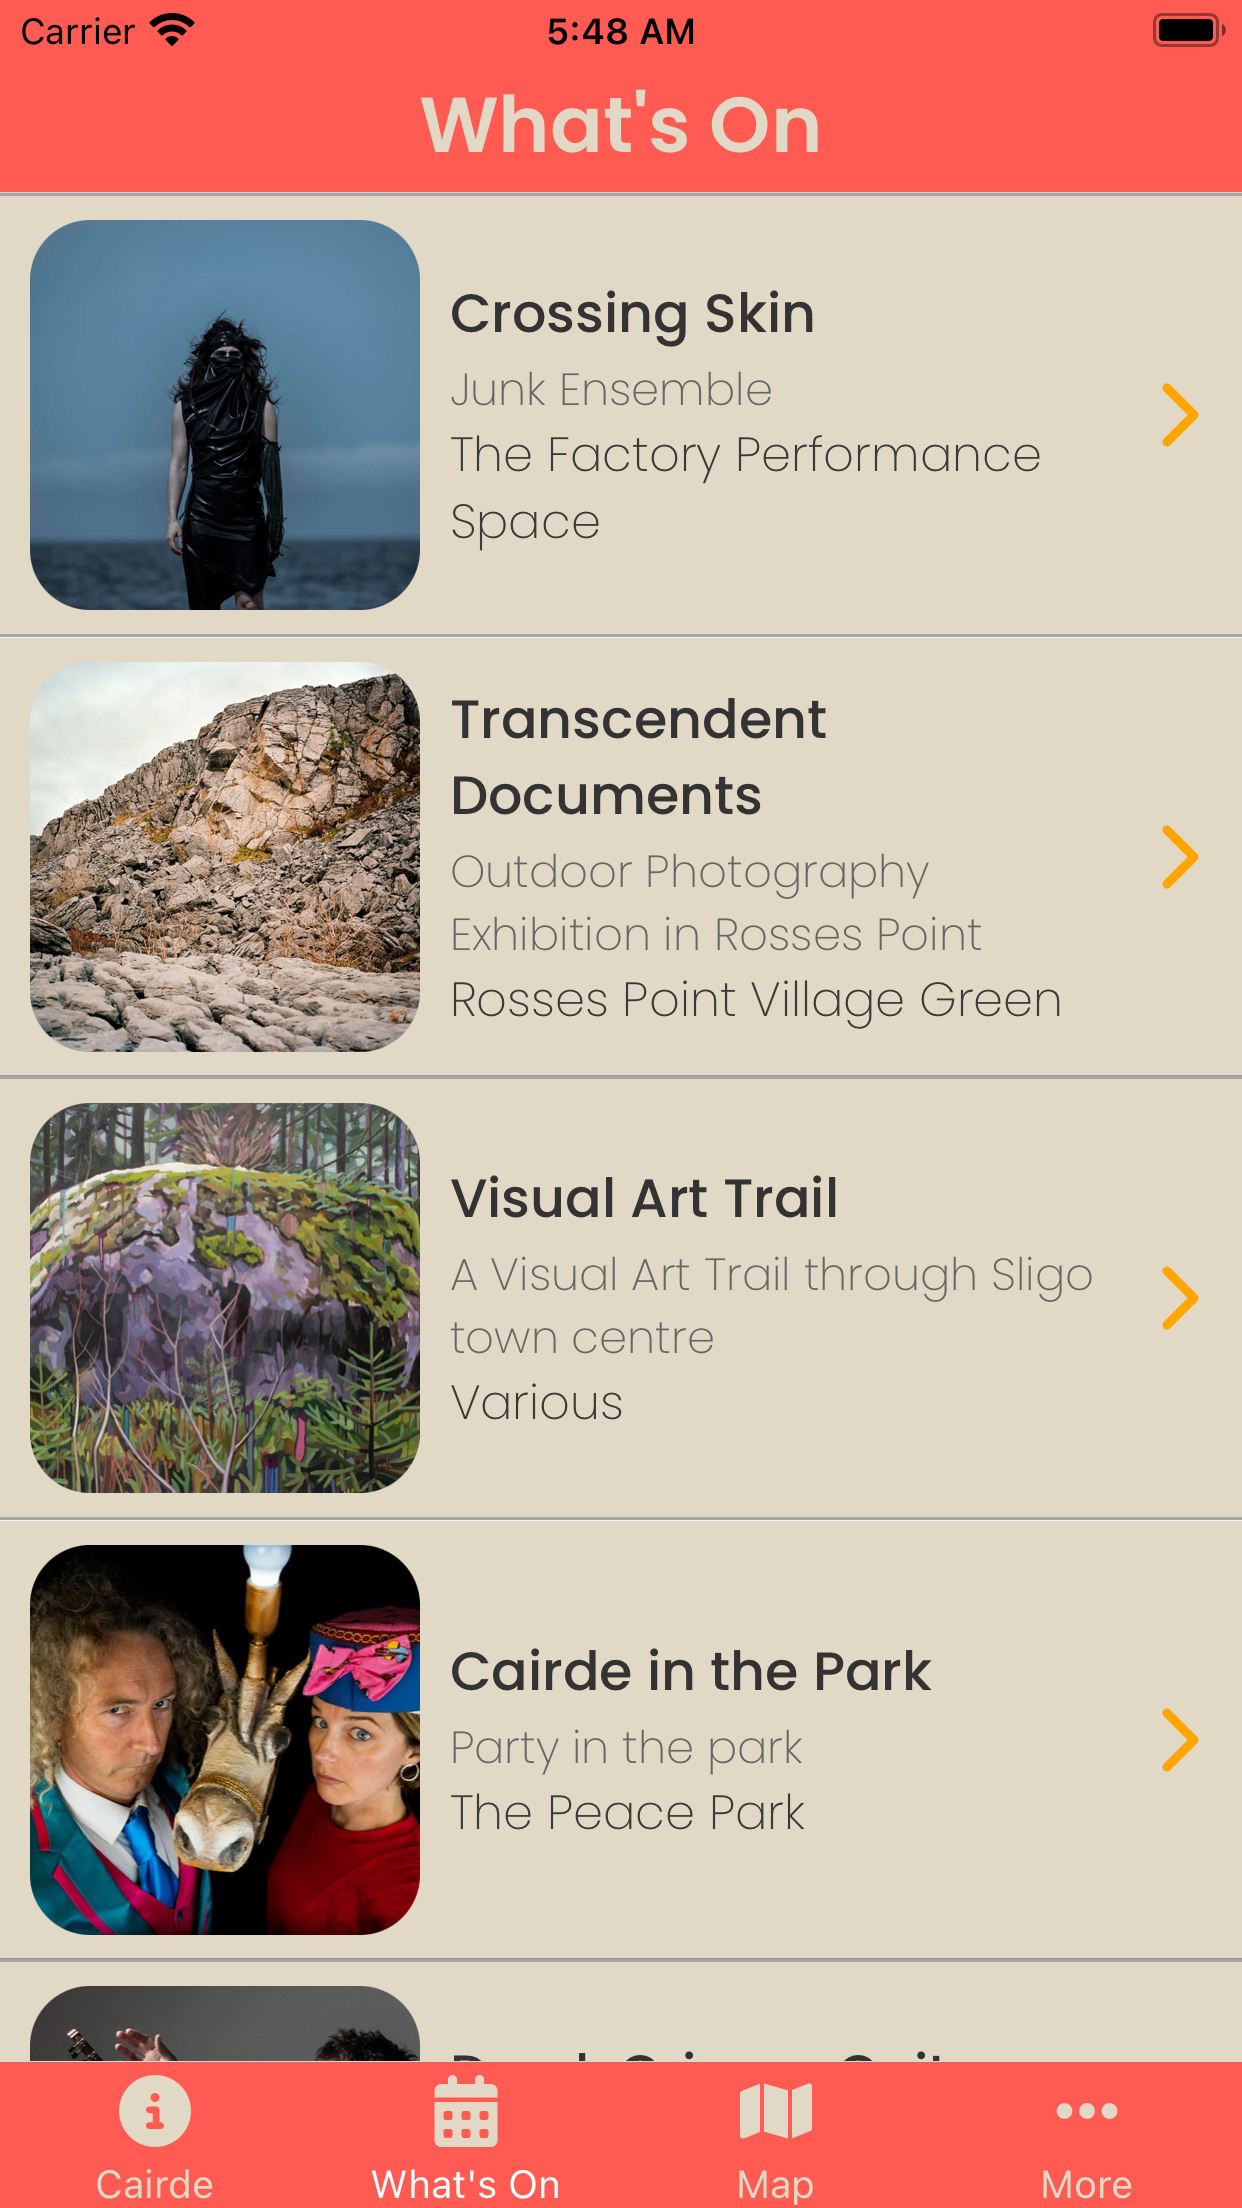 Carrier
5:48 AM
What's On
Crossing Skin
Junk Ensemble
The Factory Performance
Space
Transcendent
Documents
Outdoor Photography
Exhibition in Rosses Point
Rosses Point Village Green
Visual Art Trail
A Visual Art Trail through Sligo
town centre
Various
Cairde in the Park
Party in the park
The Peace Park
Cairde
What's On
Map
More